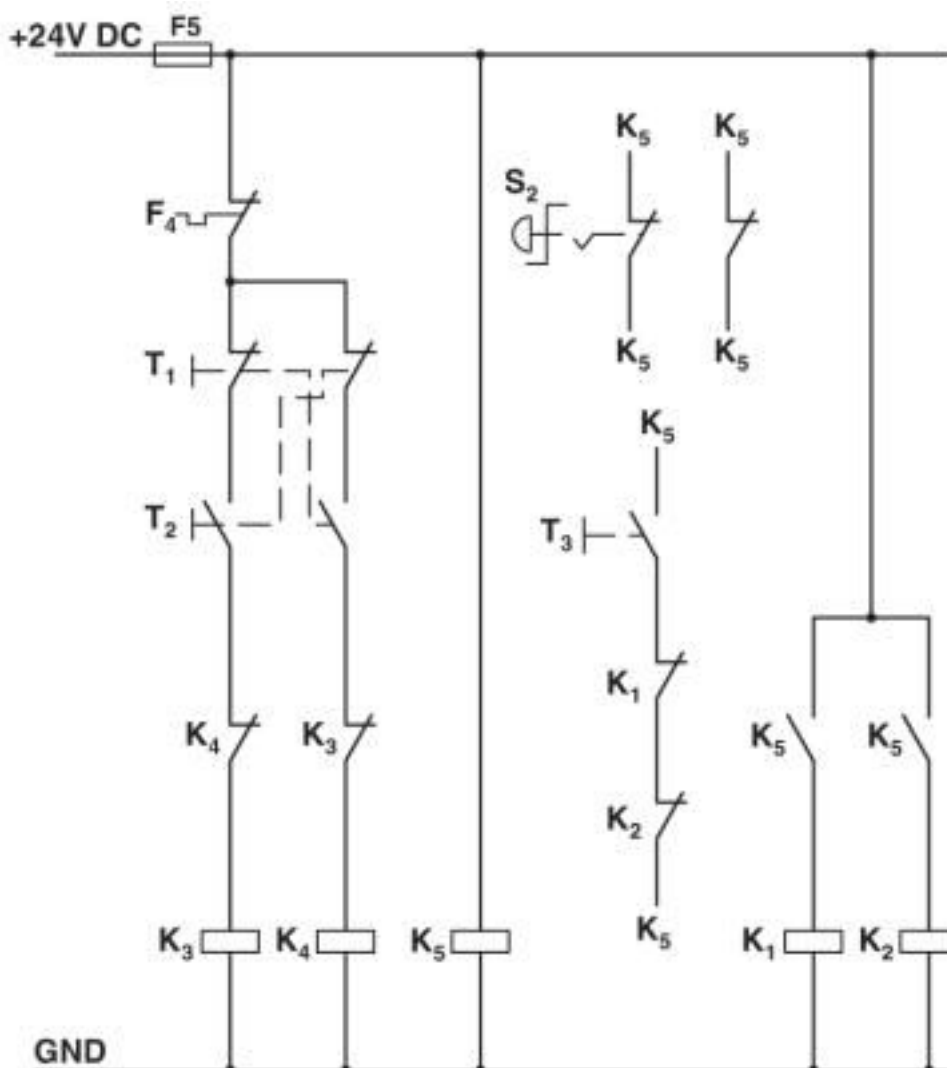 +24V DC F5
K₅ K₅
S₂
F₄
K₅ K₅
T₁
K₅
T₂ T₃
K₁
K₄ K₃ K₅ K₅
K₂
K₃ K₄ K₅ K₅ K₁ K₂
GND